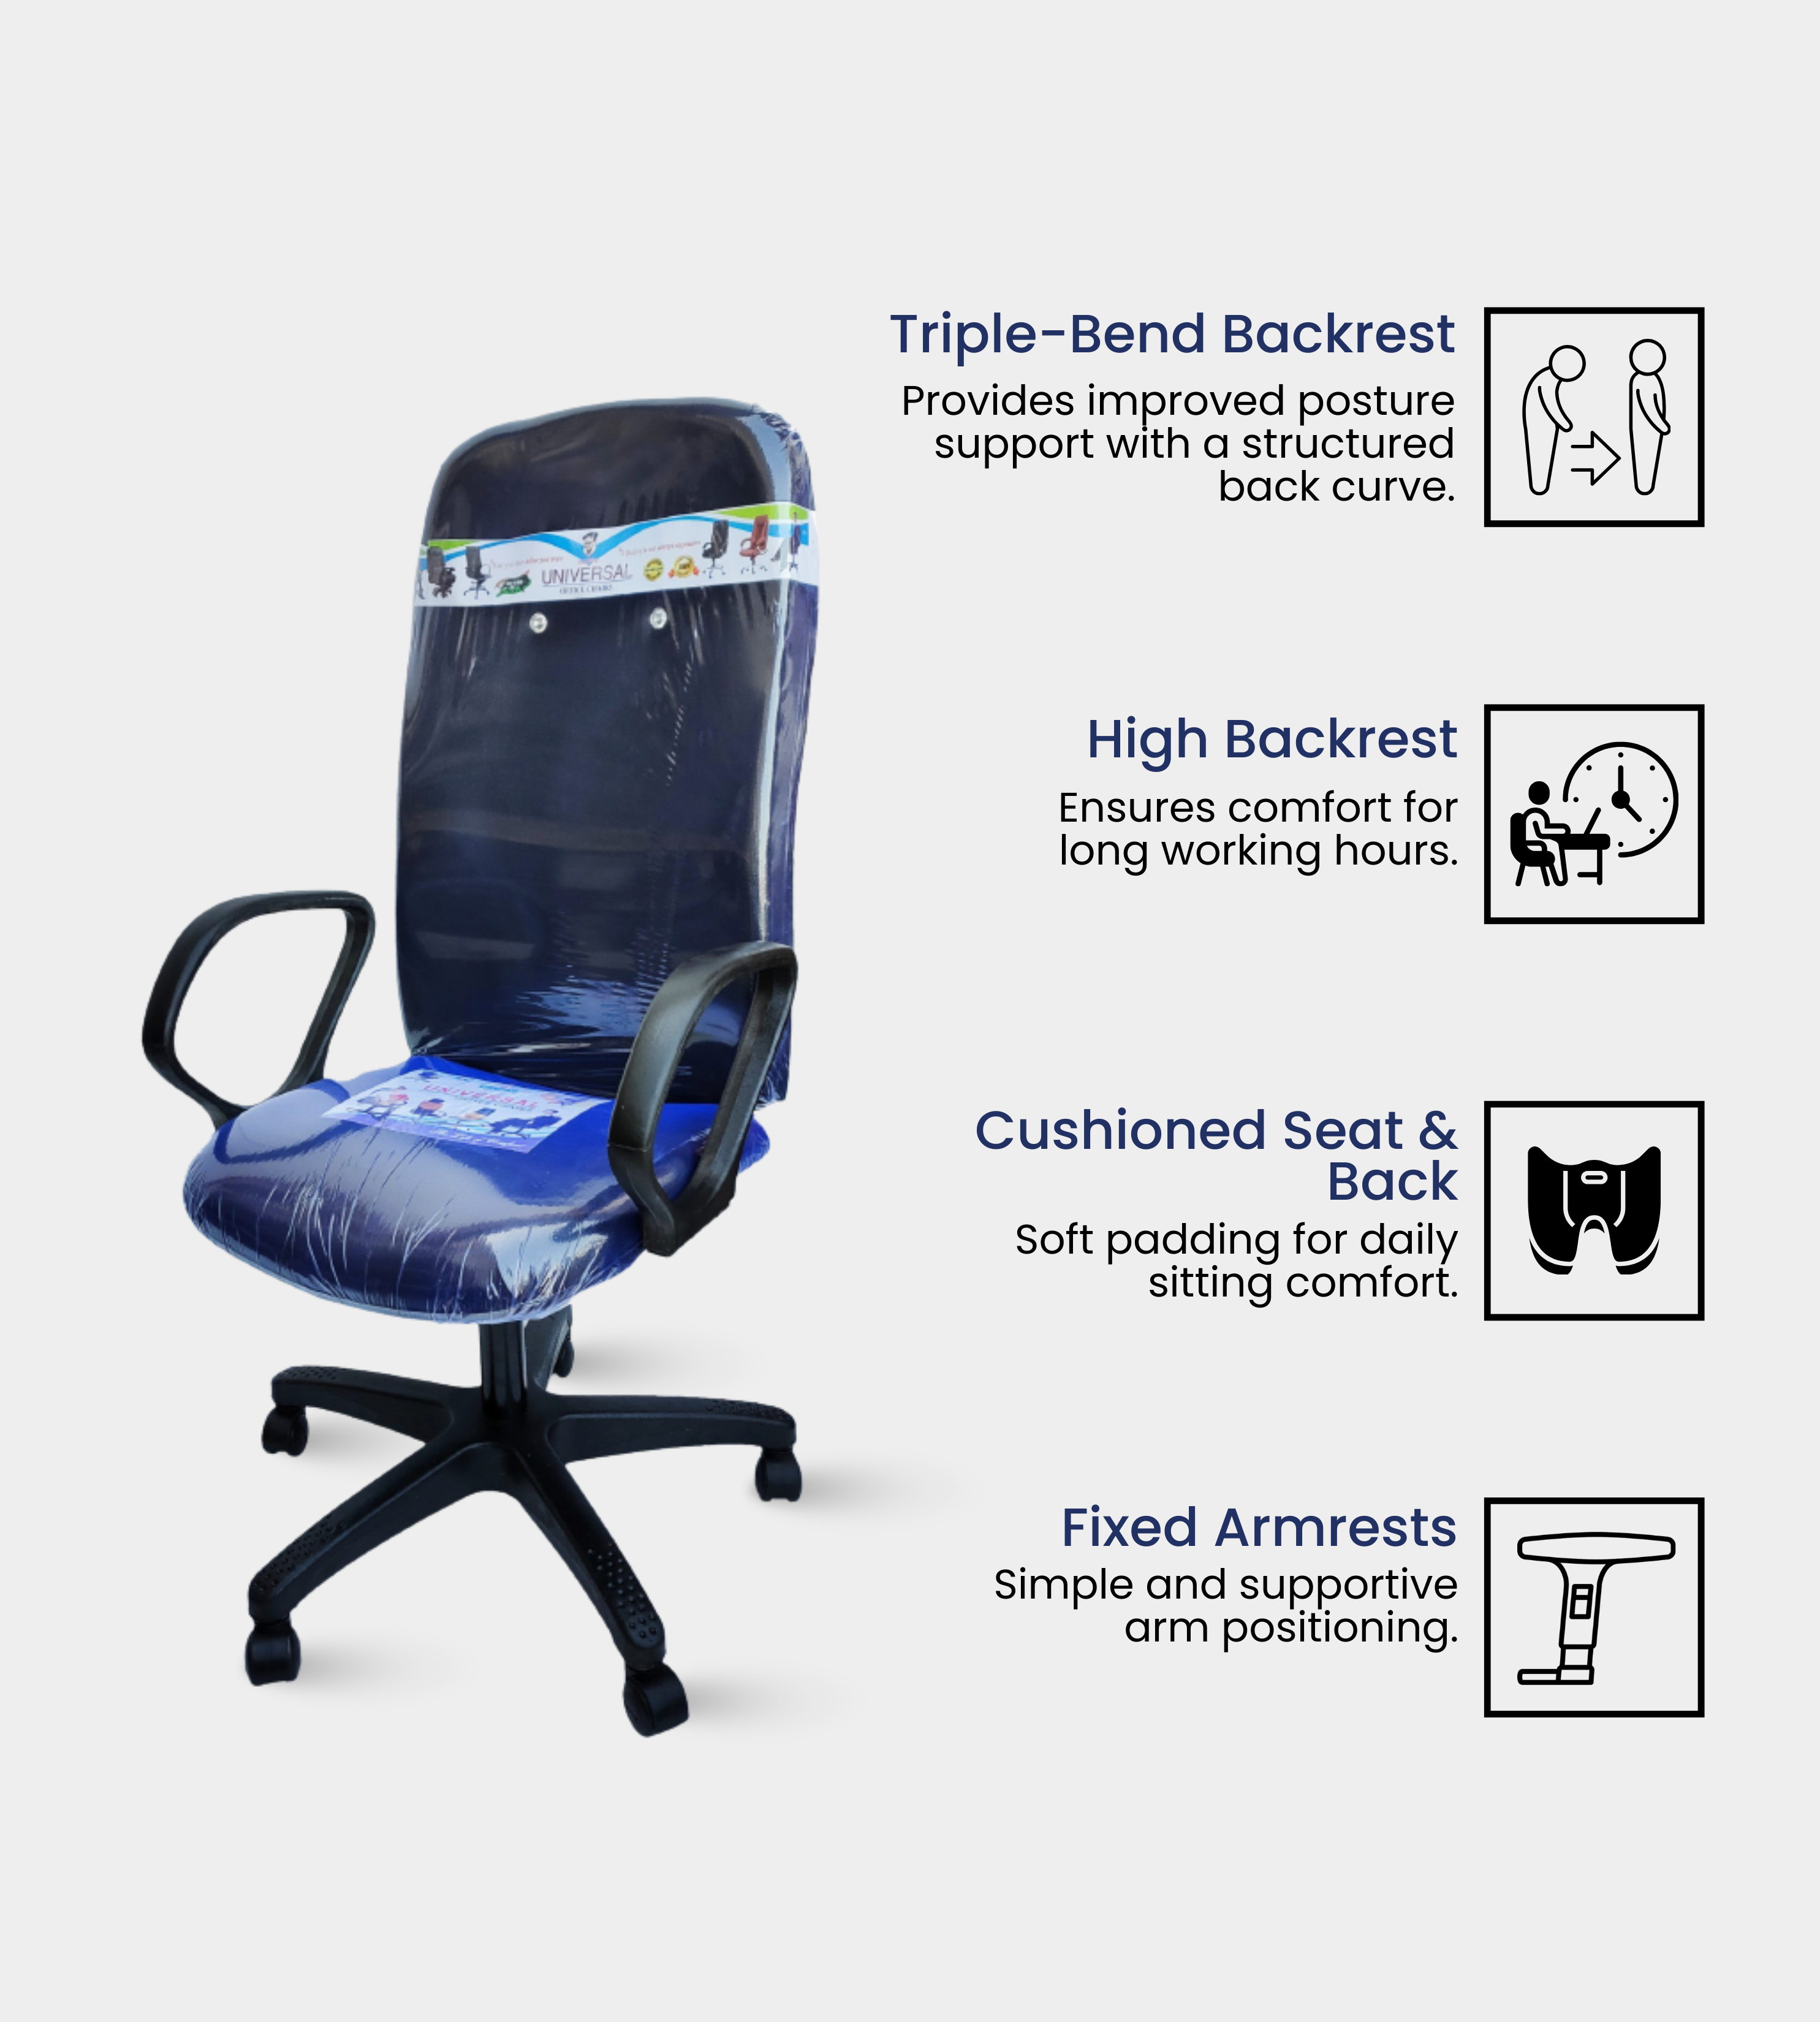 Triple-Bend Backrest
Provides improved posture
support with a structured
back curve.
UNIVERSAL
High Backrest
Ensures comfort for
long working hours.
UNIVERSAL
Cushioned Seat &
Back
Soft padding for daily
sitting comfort.
Fixed Armrests
Simple and supportive
arm positioning.